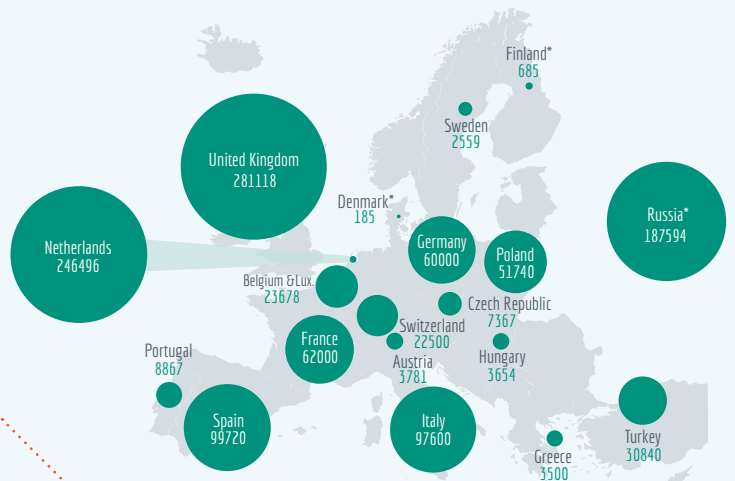 Finland*
685
Sweden
2559
United Kingdom
281118
Denmark*
185
Russia*
187594
Netherlands
246496
Germany
60000
Poland
51740
Belgium & Lux.
23678
Czech Republic
7367
Switzerland
22500
France
62000
Portugal
8867
Austria
3781
Hungary
3654
Spain
99720
Italy
97600
Turkey
30840
Greece
3500